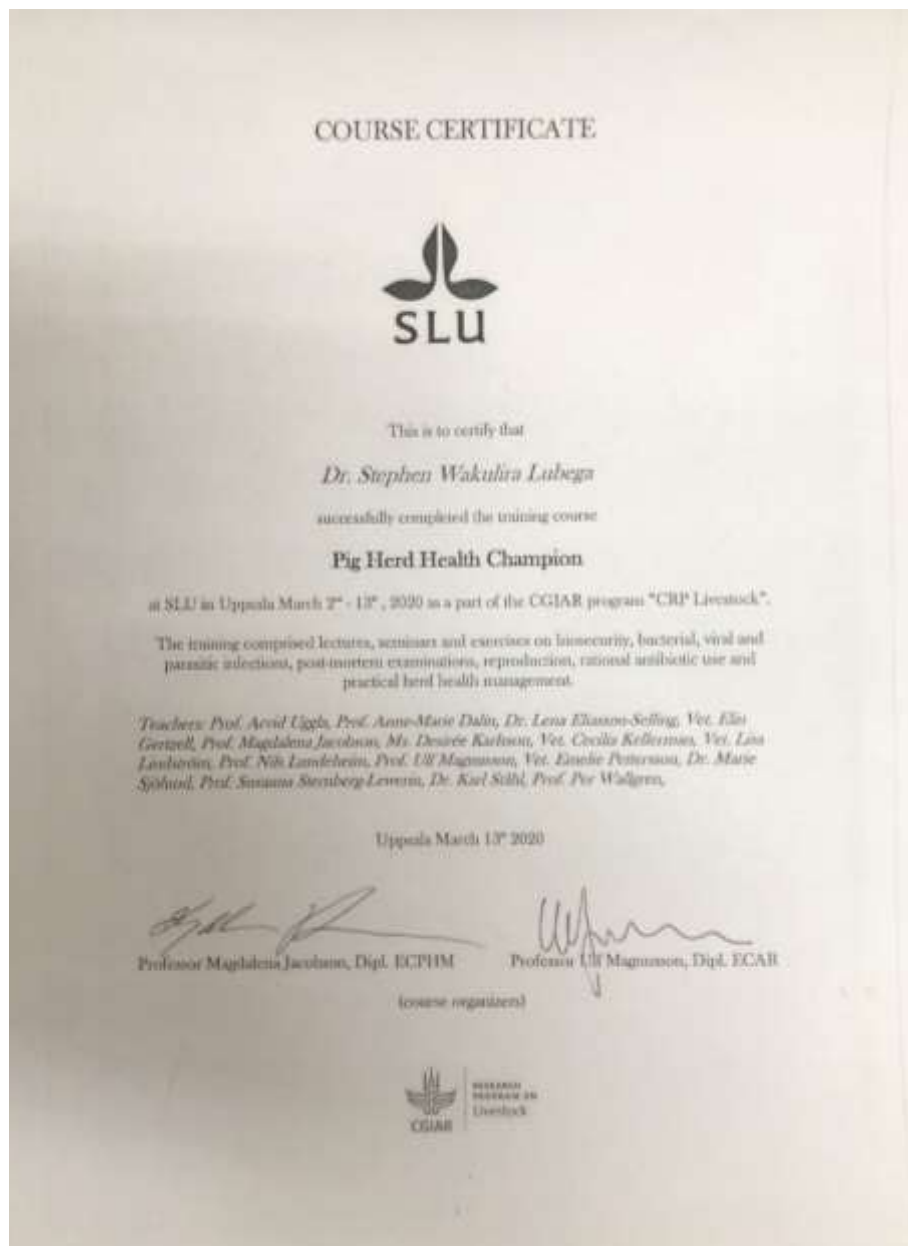 COURSE CERTIFICATE
SLU
This is to certify that
Dr. Stephen Wakulira Lubega
successfully completed the training course
Pig Herd Health Champion
at SLU in Uppsala March 2nd - 13th, 2020 as a part of the CGIAR program "CRP Livestock".
The training comprised lectures, seminars and exercises on biosecurity, bacterial, viral and
parasitic infections, post-mortem examinations, reproduction, rational antibiotic use and
practical herd health management.
Teachers: Prof. Arvid Uggla, Prof. Anne-Marie Dalin, Dr. Lena Eliasson-Selling, Vet. Elin
Prof. Magdalena Jacobson, Ms. Desirée Karlsson, Vet. Cecilia Kellerman, Vet. Lisa
Prof. Nils Lundeheim, Prof. Ulf Magnusson, Vet. Emelie Pettersson, Dr. Marie
Sjölund, Prof. Susanna Sternberg-Lewerin, Dr. Karl Ståhl, Prof. Per Wallgren,
Uppsala March 13th 2020
Professor Magdalena Jacobson, Dipl. ECPHM
Professor Ulf Magnusson, Dipl. ECAR
(course organizers)
CGIAR
RESEARCH
PROGRAM ON
Livestock